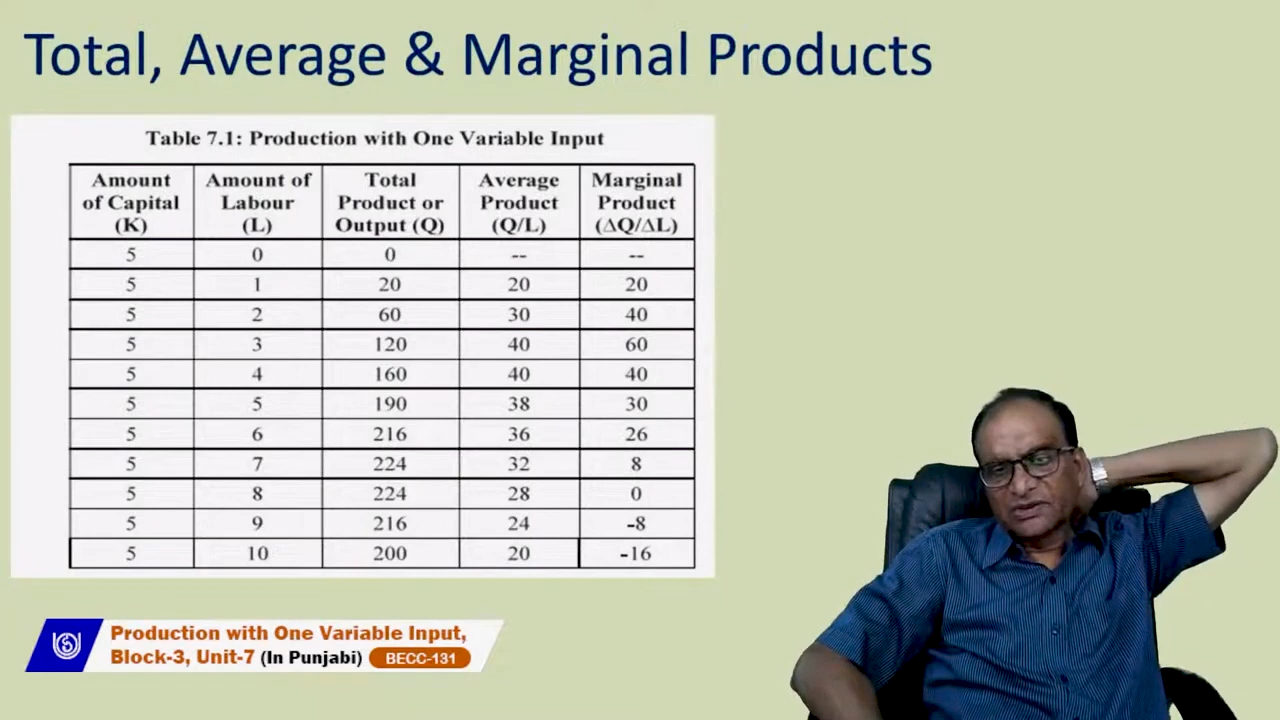 Total, Average & Marginal Products
Table 7.1: Production with One Variable Input
Amount of Capital (K) Amount of Labour (L) Total Product or Output (Q) Average Product (Q/L) Marginal Product (ΔQ/ΔL)
5 0 0 -- --
5 1 20 20 20
5 2 60 30 40
5 3 120 40 60
5 4 160 40 40
5 5 190 38 30
5 6 216 36 26
5 7 224 32 8
5 8 224 28 0
5 9 216 24 -8
5 10 200 20 -16
Production with One Variable Input,
Block-3, Unit-7 (In Punjabi) BECC-131